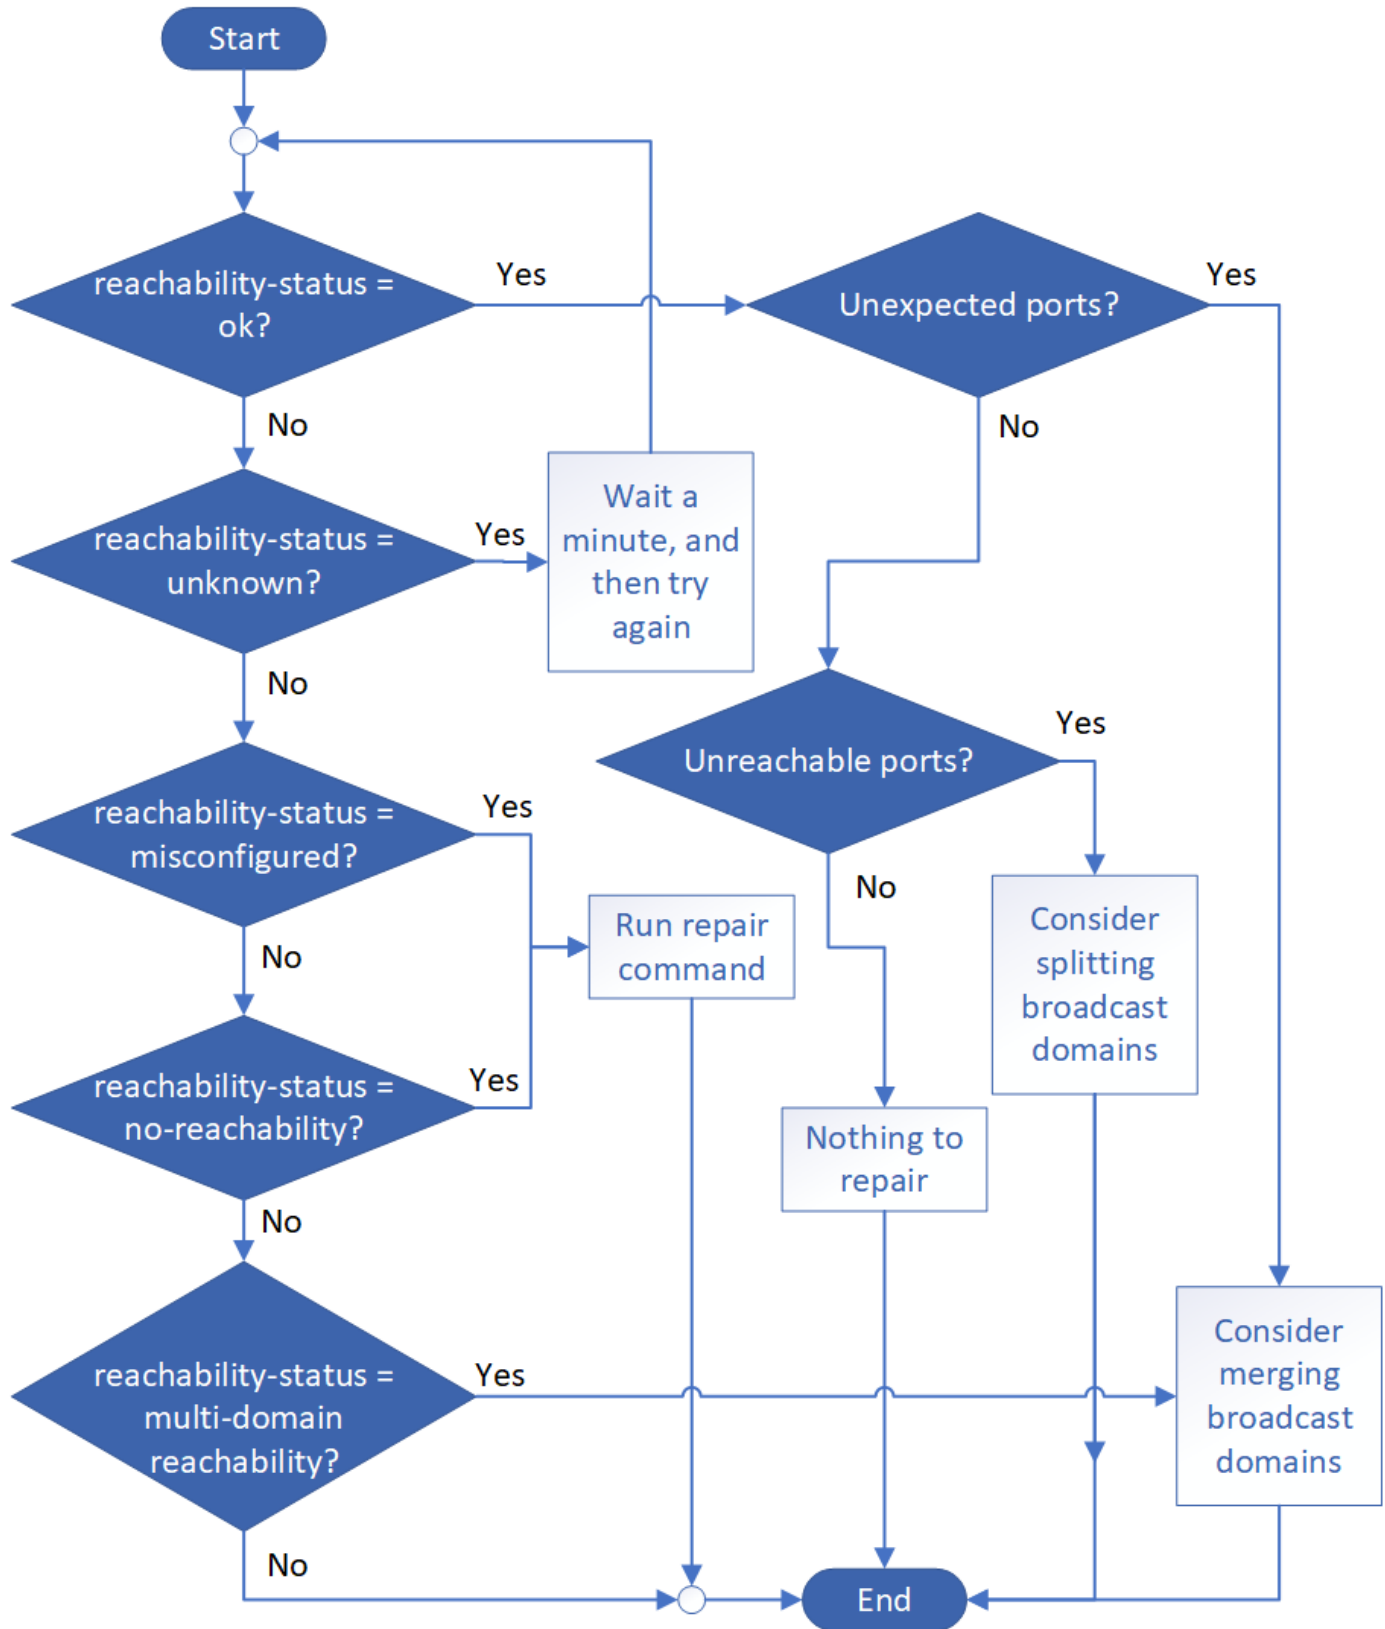 Start
reachability-status =
ok?
Yes
Unexpected ports?
Yes
No
No
reachability-status =
unknown?
Yes
Wait a
minute, and
then try
again
No
Unreachable ports?
Yes
reachability-status =
misconfigured?
Yes
No
Run repair
command
Consider
splitting
broadcast
domains
No
reachability-status =
no-reachability?
Yes
Nothing to
repair
No
reachability-status =
multi-domain
reachability?
Yes
Consider
merging
broadcast
domains
No
End